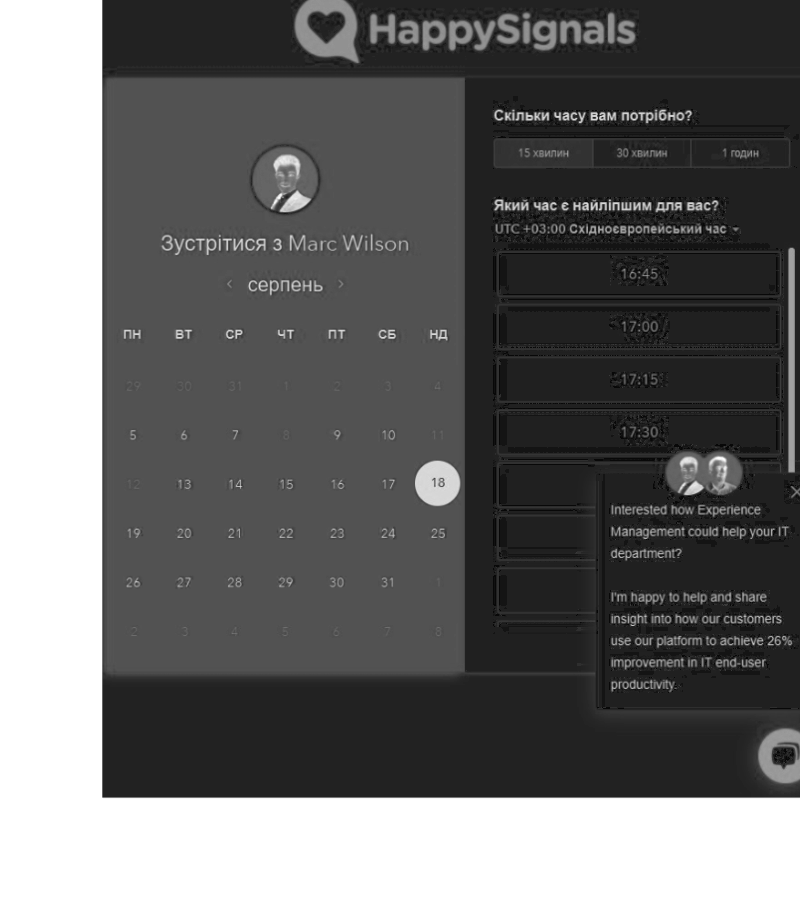 HappySignals
Зустрітися з Marc Wilson
серпень
ПН ВТ СР ЧТ ПТ СБ НД
29 30 31 1 2 3 4
5 6 7 8 9 10 11
12 13 14 15 16 17 18
19 20 21 22 23 24 25
26 27 28 29 30 31 1
2 3 4 5 6 7 8
Скільки часу вам потрібно?
15 хвилин 30 хвилин 1 годин
Який час є найліпшим для вас?
UTC +03:00 Східноєвропейський час
16:45
17:00
17:15
17:30
Interested how Experience
Management could help your IT
department?
I'm happy to help and share
insight into how our customers
use our platform to achieve 26%
improvement in IT end-user
productivity.